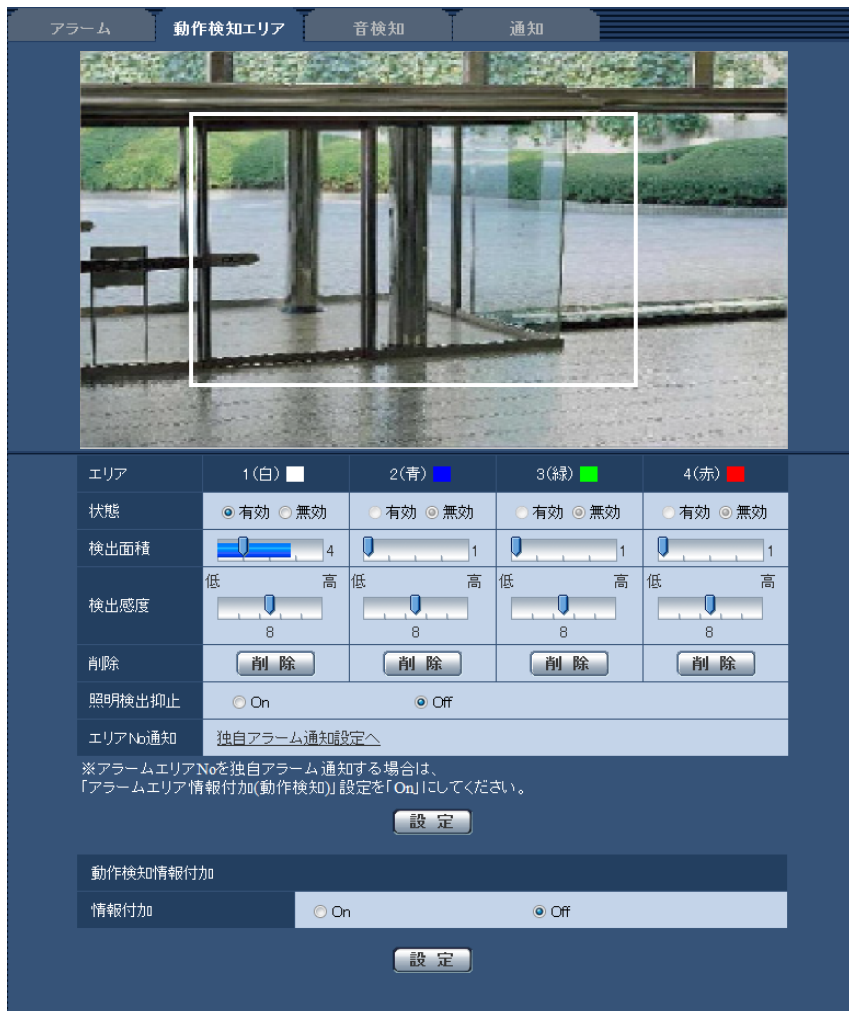 アラーム 動作検知エリア 音検知 通知
エリア 1(白) 2(青) 3(緑) 4(赤)
状態 有効 無効 有効 無効 有効 無効 有効 無効
検出面積 4 1 1 1
低 高 低 高 低 高 低 高
検出感度
8 8 8 8
削除 削除 削除 削除 削除
照明検出抑止 On Off
エリアNo通知 独自アラーム通知設定へ
※アラームエリアNoを独自アラーム通知する場合は、
「アラームエリア情報付加(動作検知)」設定を「On」にしてください。
設定
動作検知情報付加
情報付加 On Off
設定